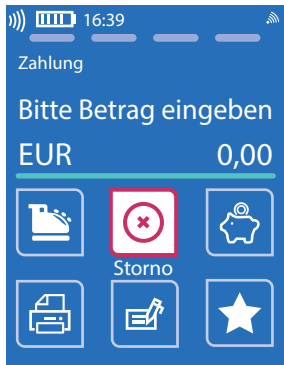 16:39
Zahlung
Bitte Betrag eingeben
EUR 0,00
Storno